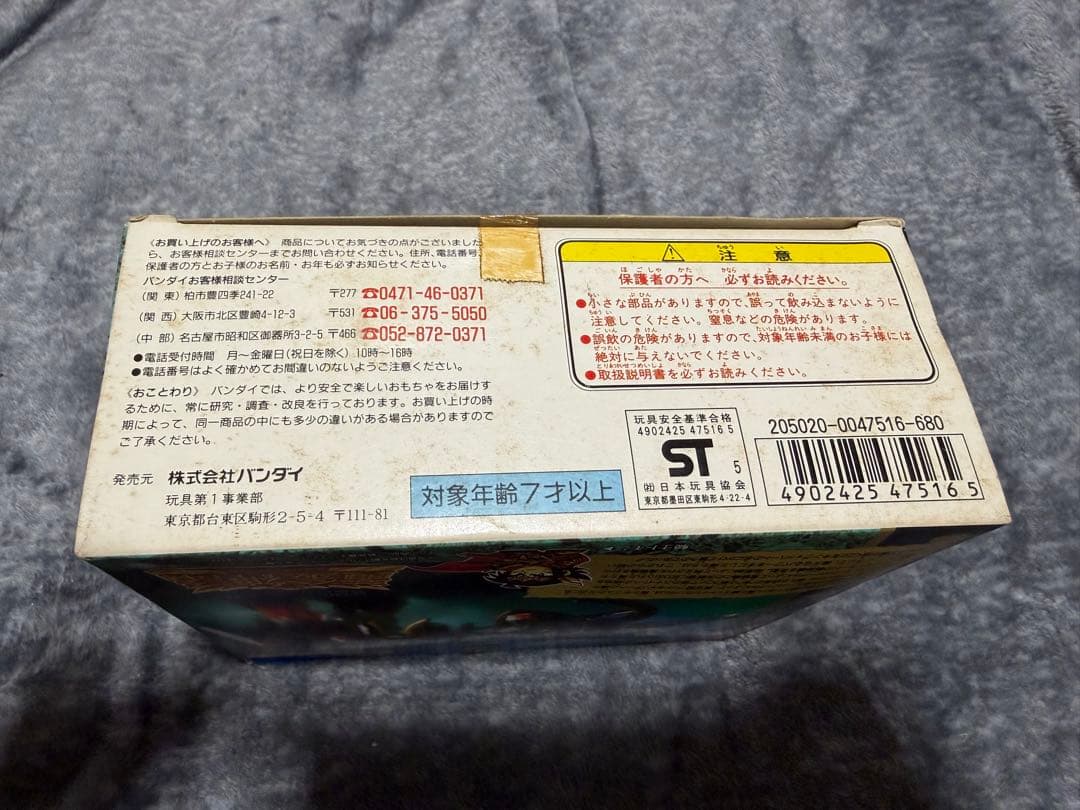 《お買い上げのお客様へ》 商品についてお気づきの点がございました
ら、お客様相談センターまでお問い合わせください。住所、電話番号、
保護者の方とお子様のお名前・お年も必ずお知らせください。
バンダイお客様相談センター
(関 東) 柏市豊四季241-22 〒277 ☎0471-46-0371
(関 西) 大阪市北区豊崎4-12-3 〒531 ☎06-375-5050
(中 部) 名古屋市昭和区御器所3-2-5 〒466 ☎052-872-0371
●電話受付時間 月〜金曜日(祝日を除く) 10時〜16時
●電話番号はよく確かめてお間違いのないようご注意ください。
《おことわり》 バンダイでは、より安全で楽しいおもちゃをお届けす
るために、常に研究・調査・改良を行っております。お買い上げの時
期によって、同一商品の中にも多少の違いがある場合がありますので
ご了承ください。
発売元 株式会社バンダイ
玩具第1事業部
東京都台東区駒形2-5-4 〒111-81
対象年齢7才以上
注 意
保護者の方へ 必ずお読みください。
●小さな部品がありますので、誤って飲み込まないように
注意してください。窒息などの危険があります。
●誤飲の危険がありますので、対象年齢未満のお子様には
絶対に与えないでください。
●取扱説明書を必ずお読みください。
玩具安全基準合格
4902425 47516 5
ST 5
㈳日本玩具協会
東京都墨田区東駒形4-22-4
205020-0047516-680
4902425 475165